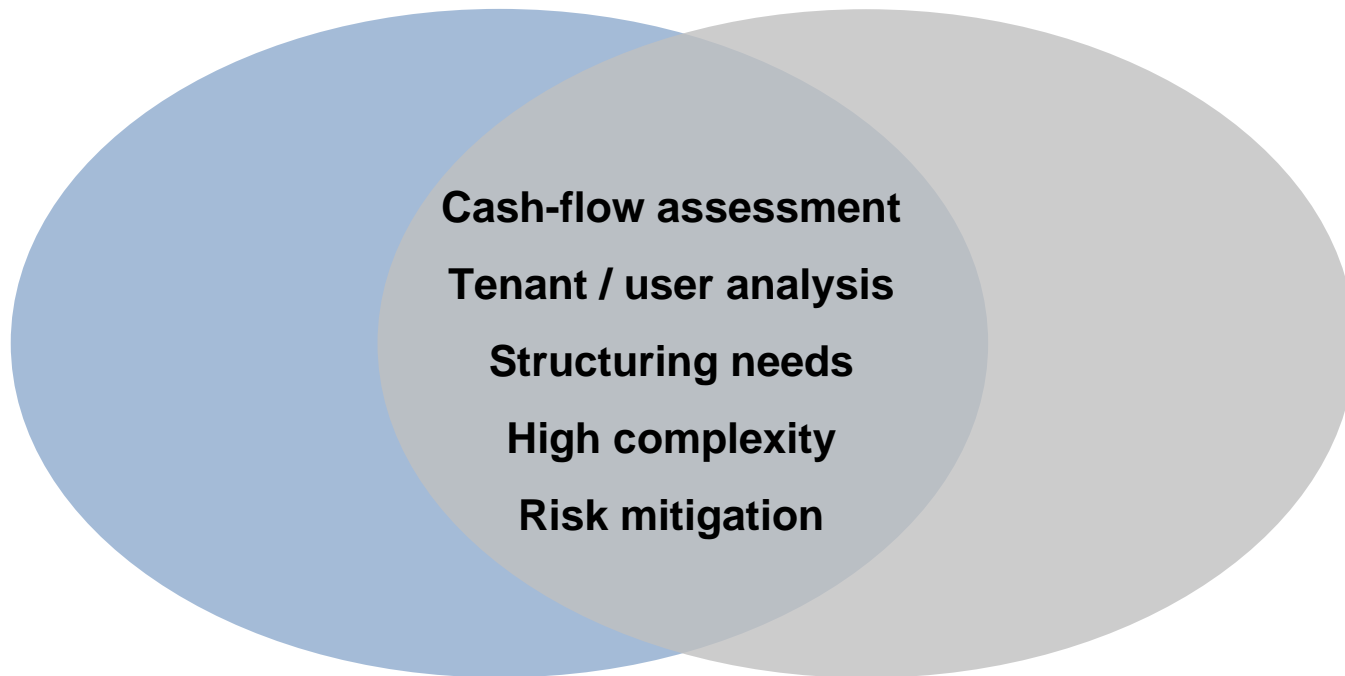 Cash-flow assessment
Tenant / user analysis
Structuring needs
High complexity
Risk mitigation